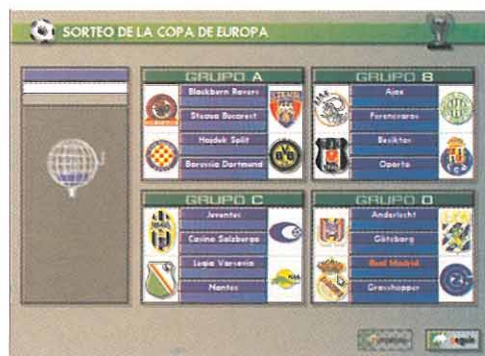 SORTEO DE LA COPA DE EUROPA
GRUPO A
Blackburn Rovers
Steaua Bucarest
Hajduk Split
Borussia Dortmund
GRUPO B
Ajax
Ferencvaros
Besiktas
Oporto
GRUPO C
Juventus
Casino Salzburgo
Legia Varsovia
Nantes
GRUPO D
Anderlecht
Göteborg
Real Madrid
Grasshopper
Seguir